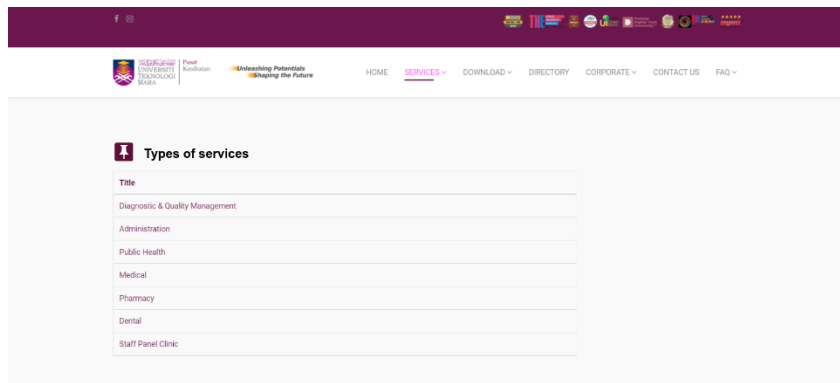 UNIVERSITI
TEKNOLOGI
MARA
Pusat
Kesihatan
Unleashing Potentials
Shaping the Future
HOME SERVICES DOWNLOAD DIRECTORY CORPORATE CONTACT US FAQ
Types of services
Title
Diagnostic & Quality Management
Administration
Public Health
Medical
Pharmacy
Dental
Staff Panel Clinic